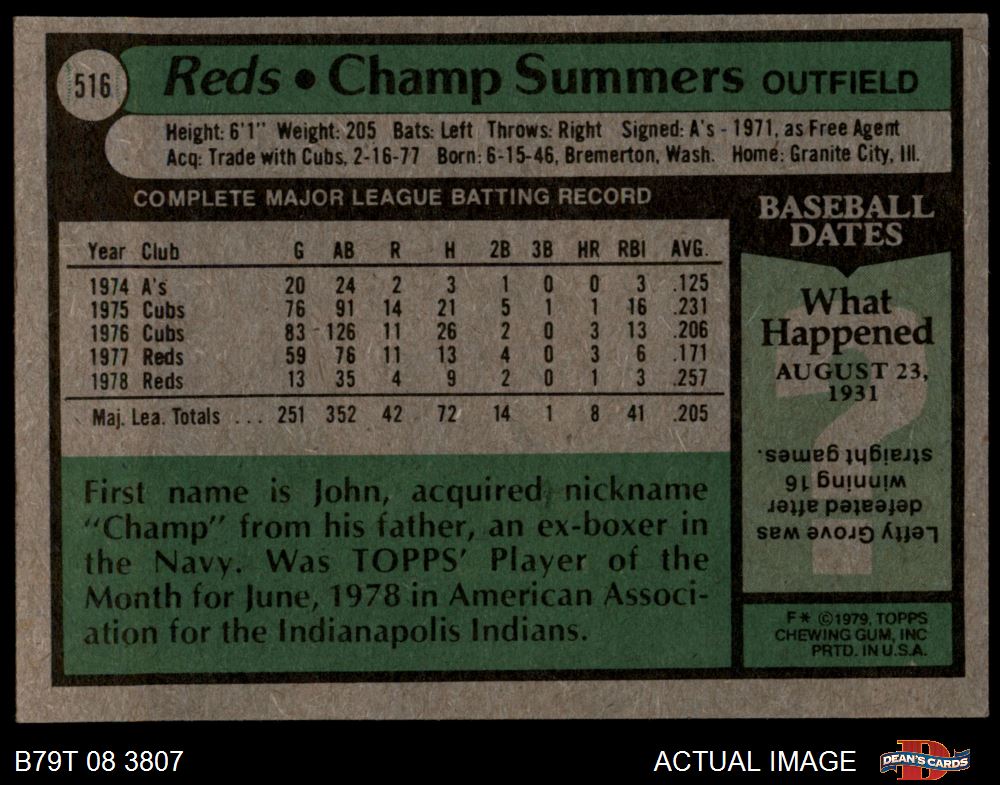 516
Reds • Champ Summers OUTFIELD
Height: 6'1" Weight: 205 Bats: Left Throws: Right Signed: A's - 1971, as Free Agent
Acq: Trade with Cubs, 2-16-77 Born: 6-15-46, Bremerton, Wash. Home: Granite City, Ill.
COMPLETE MAJOR LEAGUE BATTING RECORD
Year Club G AB R H 2B 3B HR RBI AVG.
1974 A's 20 24 2 3 1 0 0 3 .125
1975 Cubs 76 91 14 21 5 1 1 16 .231
1976 Cubs 83 126 11 26 2 0 3 13 .206
1977 Reds 59 76 11 13 4 0 3 6 .171
1978 Reds 13 35 4 9 2 0 1 3 .257
Maj. Lea. Totals ... 251 352 42 72 14 1 8 41 .205
First name is John, acquired nickname
"Champ" from his father, an ex-boxer in
the Navy. Was TOPPS' Player of the
Month for June, 1978 in American Associ-
ation for the Indianapolis Indians.
BASEBALL
DATES
What
Happened
AUGUST 23,
1931
?
Lefty Grove was
defeated after
winning 16
straight games.
F* ©1979, TOPPS
CHEWING GUM, INC
PRTD. IN U.S.A.
B79T 08 3807
ACTUAL IMAGE
D
DEAN'S CARDS